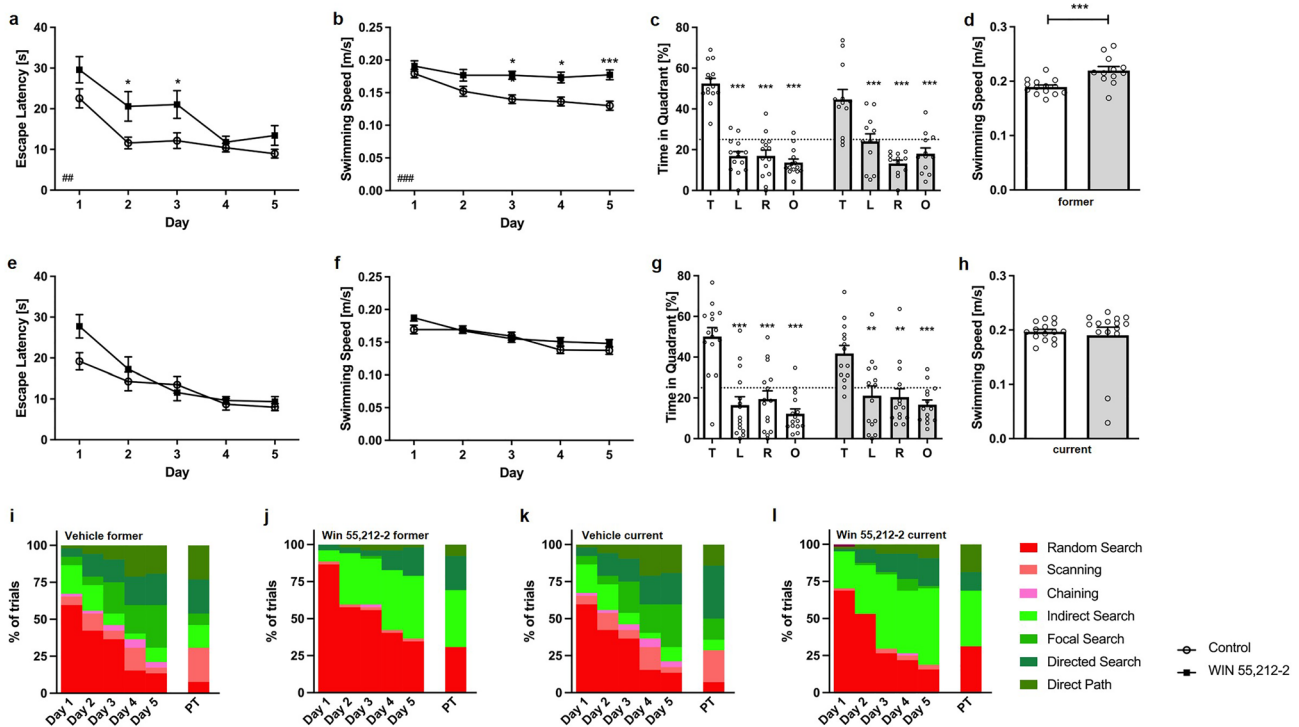 a
Escape Latency [s]
40
30
20
10
0
*
*
##
1 2 3 4 5
Day
b
Swimming Speed [m/s]
0.25
0.20
0.15
0.10
0.05
0.00
*
*
***
###
1 2 3 4 5
Day
c
Time in Quadrant [%]
80
60
40
20
0
*** *** ***
*** *** ***
T L R O T L R O
d
Swimming Speed [m/s]
0.3
0.2
0.1
0.0
***
former
e
Escape Latency [s]
40
30
20
10
0
1 2 3 4 5
Day
f
Swimming Speed [m/s]
0.25
0.20
0.15
0.10
0.05
0.00
1 2 3 4 5
Day
g
Time in Quadrant [%]
80
60
40
20
0
*** *** ***
** ** ***
T L R O T L R O
h
Swimming Speed [m/s]
0.3
0.2
0.1
0.0
current
i
Vehicle former
% of trials
100
75
50
25
0
Day 1 Day 2 Day 3 Day 4 Day 5 PT
j
Win 55,212-2 former
% of trials
100
75
50
25
0
Day 1 Day 2 Day 3 Day 4 Day 5 PT
k
Vehicle current
% of trials
100
75
50
25
0
Day 1 Day 2 Day 3 Day 4 Day 5 PT
l
Win 55,212-2 current
% of trials
100
75
50
25
0
Day 1 Day 2 Day 3 Day 4 Day 5 PT
Random Search
Scanning
Chaining
Indirect Search
Focal Search
Directed Search
Direct Path
Control
WIN 55,212-2